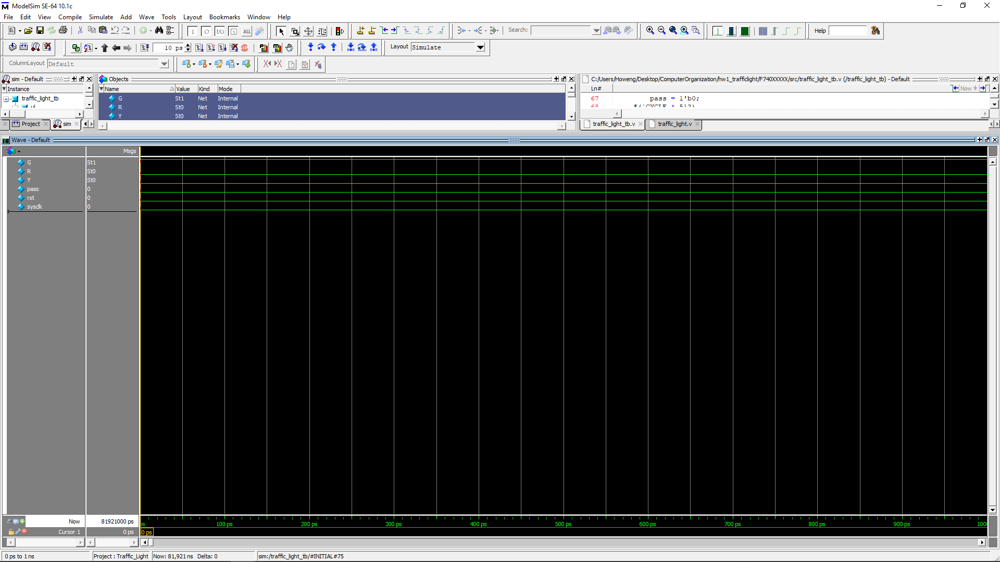 ModelSim SE-64 10.1c
File Edit View Compile Simulate Add Wave Tools Layout Bookmarks Window Help
Search:
Help
10 ps
Layout Simulate
ColumnLayout Default
sim - Default
Instance
traffic_light_tb
Project sim
Objects
Name Value Kind Mode
G St1 Net Internal
R St0 Net Internal
Y St0 Net Internal
C:/Users/Howeng/Desktop/ComputerOrganization/hw1_trafficlight/F740XXXXX/src/traffic_light_tb.v (/traffic_light_tb) - Default
Ln# Now
67 pass = 1'b0;
68 #(`CYCLE * 512)
traffic_light_tb.v traffic_light.v
Wave - Default
Msgs
G St1
R St0
Y St0
pass 0
rst 0
sysclk 0
Now 81921000 ps
ps 100 ps 200 ps 300 ps 400 ps 500 ps 600 ps 700 ps 800 ps 900 ps 1000
Cursor 1 0 ps
0 ps
0 ps to 1 ns Project : Traffic_Light Now: 81,921 ns Delta: 0 sim:/traffic_light_tb/#INITIAL#75